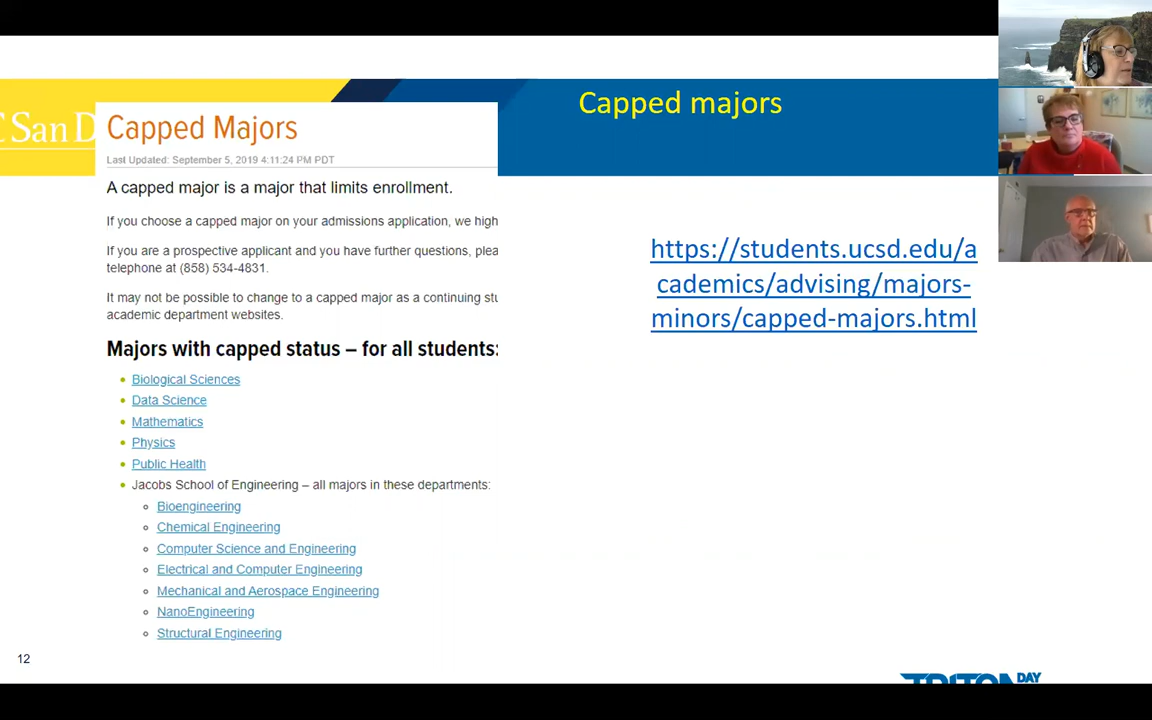 Capped majors
C San D
Capped Majors
Last Updated: September 5, 2019 4:11:24 PM PDT
A capped major is a major that limits enrollment.
If you choose a capped major on your admissions application, we high
If you are a prospective applicant and you have further questions, plea
telephone at (858) 534-4831.
It may not be possible to change to a capped major as a continuing stu
academic department websites.
Majors with capped status – for all students:
Biological Sciences
Data Science
Mathematics
Physics
Public Health
Jacobs School of Engineering – all majors in these departments:
Bioengineering
Chemical Engineering
Computer Science and Engineering
Electrical and Computer Engineering
Mechanical and Aerospace Engineering
NanoEngineering
Structural Engineering
https://students.ucsd.edu/a
cademics/advising/majors-
minors/capped-majors.html
12
TRITON DAY